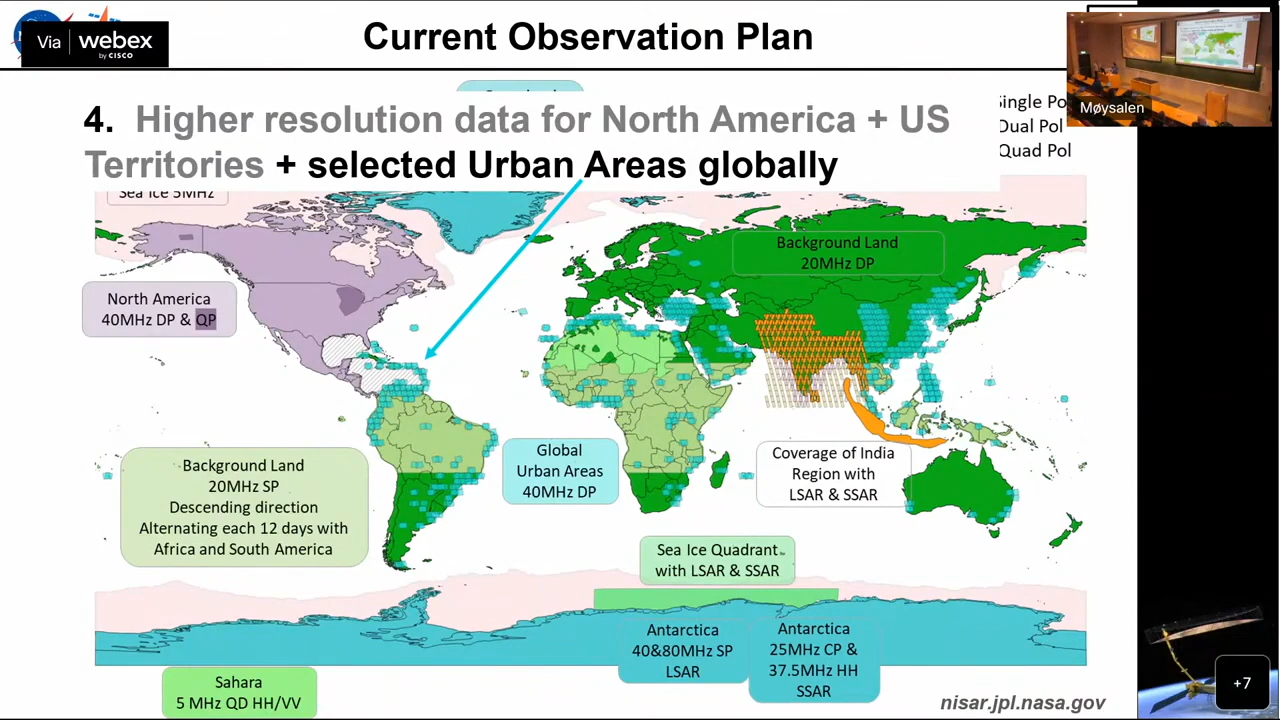 Via webex
by CISCO
Current Observation Plan
Møysalen
4. Higher resolution data for North America + US
Territories + selected Urban Areas globally
Single Po
Dual Pol
Quad Pol
Sea Ice 5MHz
Background Land
20MHz DP
North America
40MHz DP & QP
Global
Urban Areas
40MHz DP
Coverage of India
Region with
LSAR & SSAR
Background Land
20MHz SP
Descending direction
Alternating each 12 days with
Africa and South America
Sea Ice Quadrant
with LSAR & SSAR
Antarctica
40&80MHz SP
LSAR
Antarctica
25MHz CP &
37.5MHz HH
SSAR
Sahara
5 MHz QD HH/VV
nisar.jpl.nasa.gov
+7